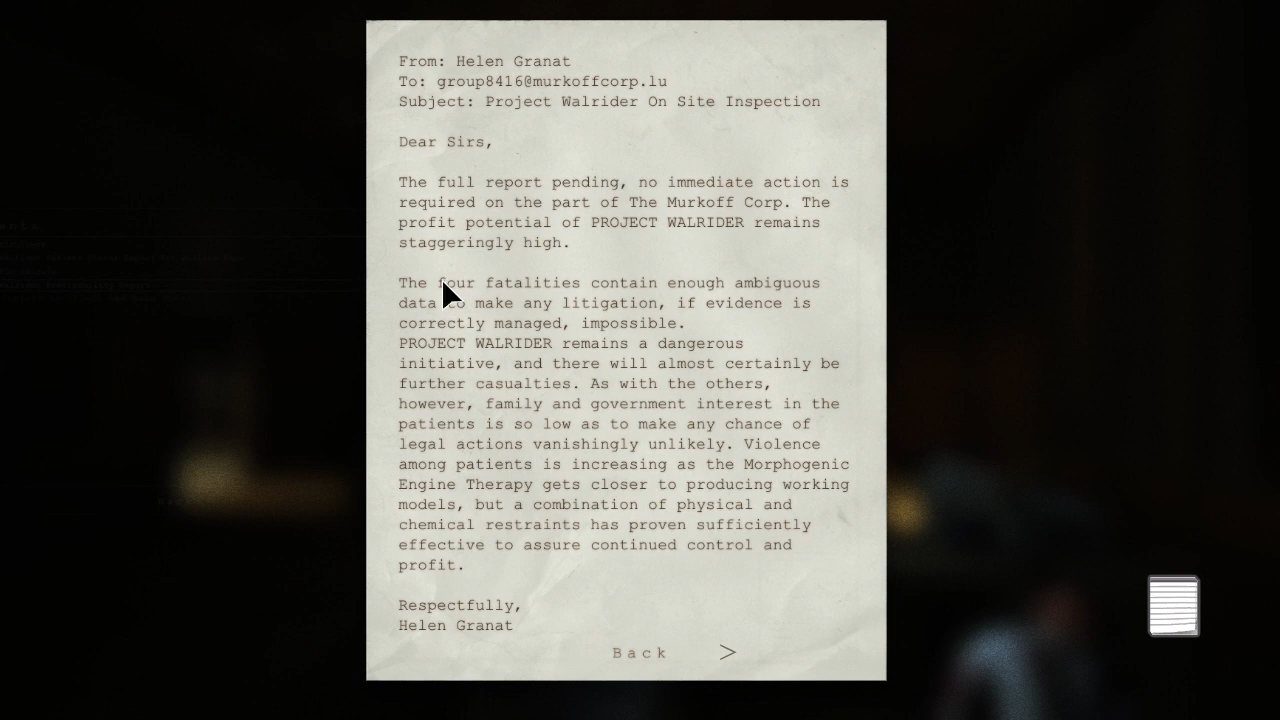 From: Helen Granat
To: group8416@murkoffcorp.lu
Subject: Project Walrider On Site Inspection
Dear Sirs,
The full report pending, no immediate action is
required on the part of The Murkoff Corp. The
profit potential of PROJECT WALRIDER remains
staggeringly high.
The four fatalities contain enough ambiguous
data to make any litigation, if evidence is
correctly managed, impossible.
PROJECT WALRIDER remains a dangerous
initiative, and there will almost certainly be
further casualties. As with the others,
however, family and government interest in the
patients is so low as to make any chance of
legal actions vanishingly unlikely. Violence
among patients is increasing as the Morphogenic
Engine Therapy gets closer to producing working
models, but a combination of physical and
chemical restraints has proven sufficiently
effective to assure continued control and
profit.
Respectfully,
Helen Granat
Back >